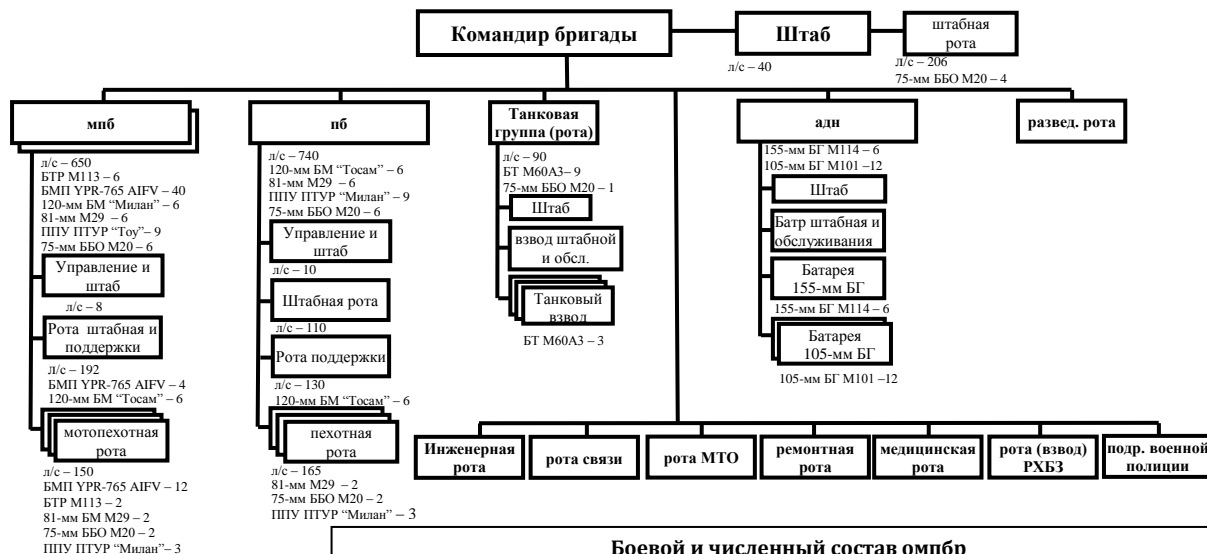 Командир бригады
Штаб
штабная
рота
л/с – 40
л/с – 206
75-мм ББО М20 – 4
мпб
л/с – 650
БТР М113 – 6
БМП YPR-765 AIFV – 40
120-мм БМ “Милан” – 6
81-мм М29 – 6
ППУ ПТУР “Тоу”– 9
75-мм ББО М20 – 6
Управление и
штаб
л/с – 8
Рота штабная и
поддержки
л/с – 192
БМП YPR-765 AIFV – 4
120-мм БМ “Тосам” – 6
мотопехотная
рота
л/с – 150
БМП YPR-765 AIFV – 12
БТР М113 – 2
81-мм БМ М29 – 2
75-мм ББО М20 – 2
ППУ ПТУР “Милан”– 3
пб
л/с – 740
120-мм БМ “Тосам” – 6
81-мм М29 – 6
ППУ ПТУР “Милан” – 9
75-мм ББО М20 – 6
Управление и
штаб
л/с – 10
Штабная рота
л/с – 110
Рота поддержки
л/с – 130
120-мм БМ “Тосам” – 6
пехотная
рота
л/с – 165
81-мм М29 – 2
75-мм ББО М20 – 2
ППУ ПТУР “Милан” – 3
Танковая
группа (рота)
л/с – 90
БТ М60А3– 9
75-мм ББО М20 – 1
Штаб
взвод штабной
и обсл.
Танковый
взвод
БТ М60А3 – 3
адн
155-мм БГ М114 – 6
105-мм БГ М101 –12
Штаб
Батр штабная и
обслуживания
Батарея
155-мм БГ
155-мм БГ М114 – 6
Батарея
105-мм БГ
105-мм БГ М101 –12
развед. рота
Инженерная
рота
рота связи
рота МТО
ремонтная
рота
медицинская
рота
рота (взвод)
РХБЗ
подр. военной
полиции
Боевой и численный состав омпбр